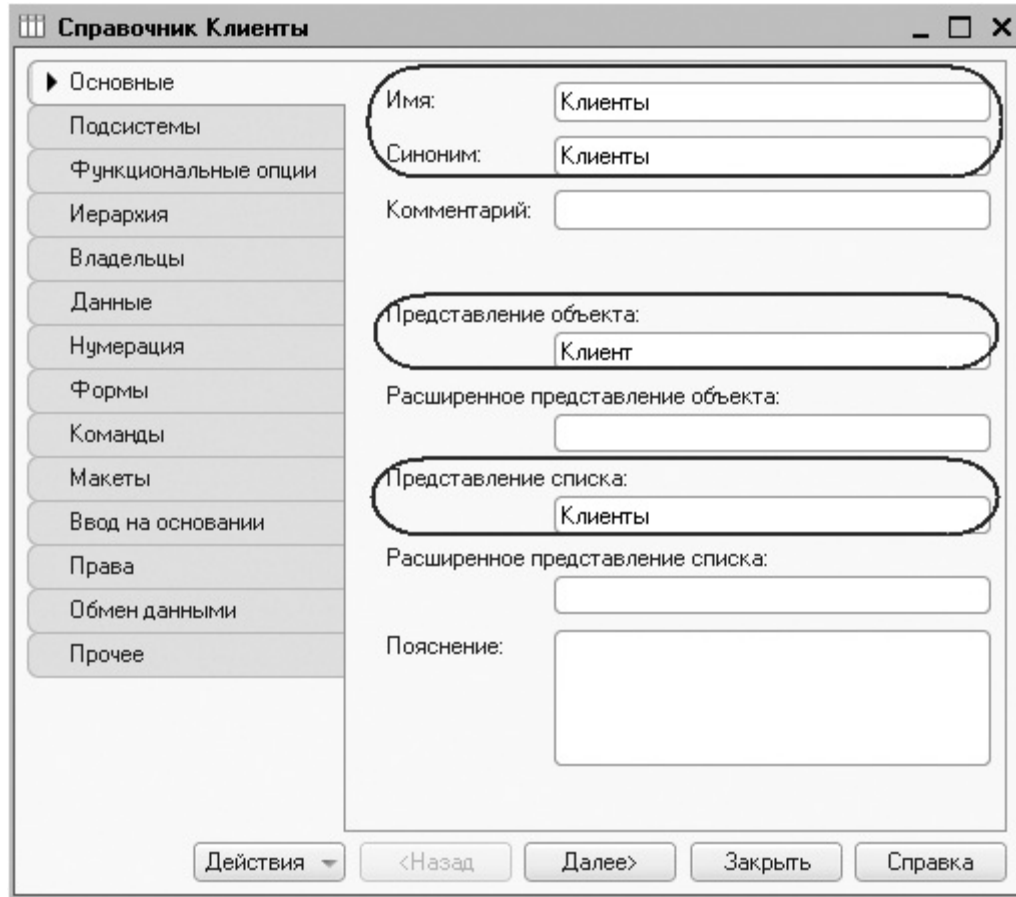 Справочник Клиенты
Основные
Подсистемы
Функциональные опции
Иерархия
Владельцы
Данные
Нумерация
Формы
Команды
Макеты
Ввод на основании
Права
Обмен данными
Прочее
Имя: Клиенты
Синоним: Клиенты
Комментарий:
Представление объекта:
Клиент
Расширенное представление объекта:
Представление списка:
Клиенты
Расширенное представление списка:
Пояснение:
Действия <Назад Далее> Закрыть Справка